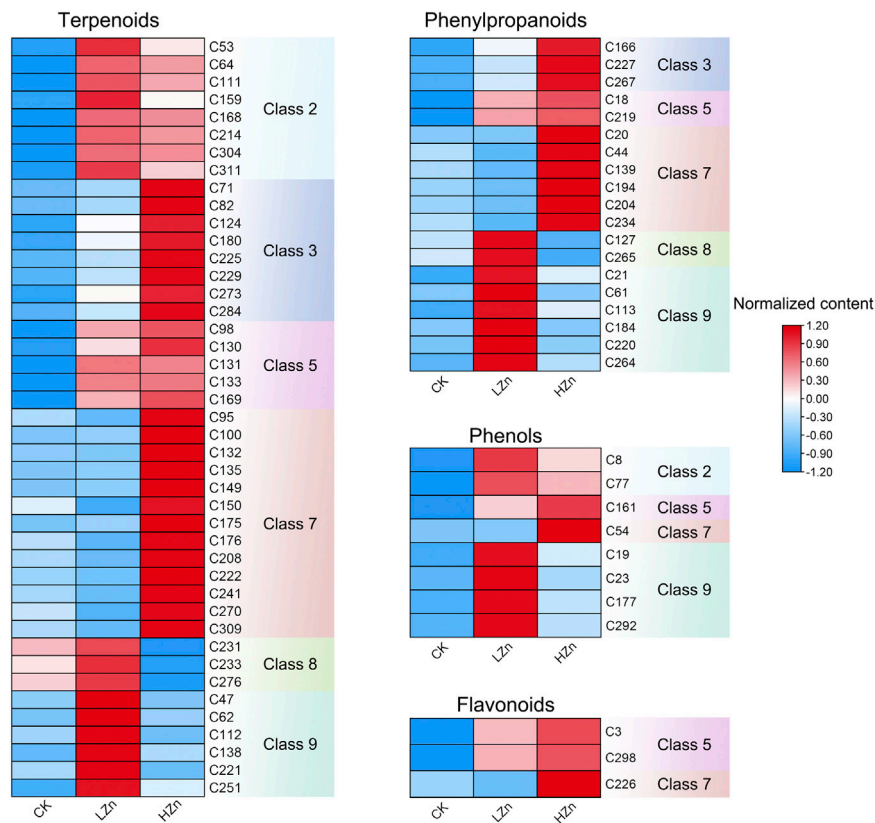 Terpenoids
C53
C64
C111
C159
C168
C214
C304
C311
Class 2
C71
C82
C124
C180
C225
C229
C273
C284
Class 3
C98
C130
C131
C133
C169
Class 5
C95
C100
C132
C135
C149
C150
C175
C176
C208
C222
C241
C270
C309
Class 7
C231
C233
C276
Class 8
C47
C62
C112
C138
C221
C251
Class 9
CK
LZn
HZn
Phenylpropanoids
C166
C227
C267
Class 3
C18
C219
Class 5
C20
C44
C139
C194
C204
C234
Class 7
C127
C265
Class 8
C21
C61
C113
C184
C220
C264
Class 9
CK
LZn
HZn
Normalized content
1.20
0.90
0.60
0.30
0.00
-0.30
-0.60
-0.90
-1.20
Phenols
C8
C77
Class 2
C161
Class 5
C54
Class 7
C19
C23
C177
C292
Class 9
CK
LZn
HZn
Flavonoids
C3
C298
Class 5
C226
Class 7
CK
LZn
HZn